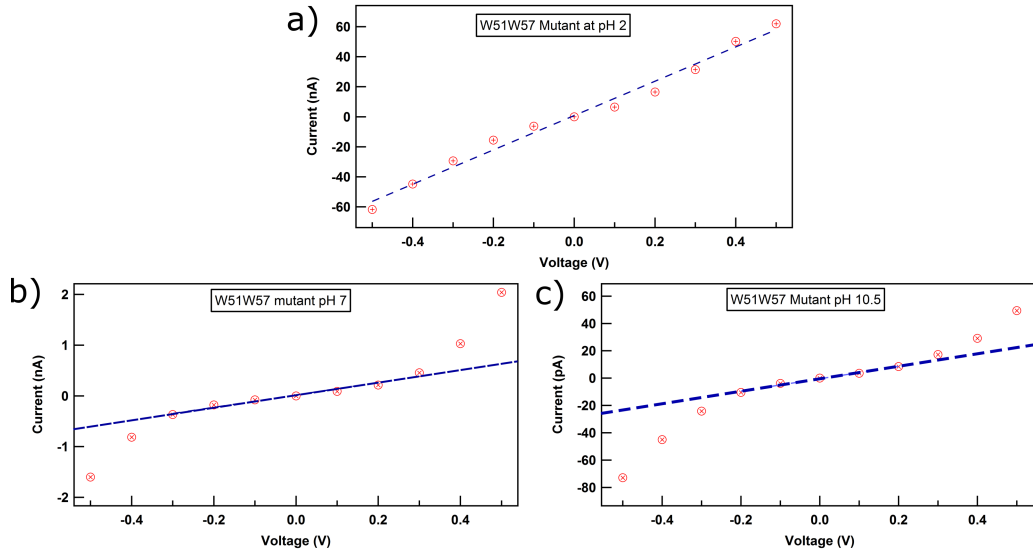 a)
W51W57 Mutant at pH 2
Current (nA)
60
40
20
0
-20
-40
-60
-0.4 -0.2 0.0 0.2 0.4
Voltage (V)
b)
W51W57 mutant pH 7
Current (nA)
2
1
0
-1
-2
-0.4 -0.2 0.0 0.2 0.4
Voltage (V)
c)
W51W57 Mutant pH 10.5
Current (pA)
60
40
20
0
-20
-40
-60
-80
-0.4 -0.2 0.0 0.2 0.4
Voltage (V)